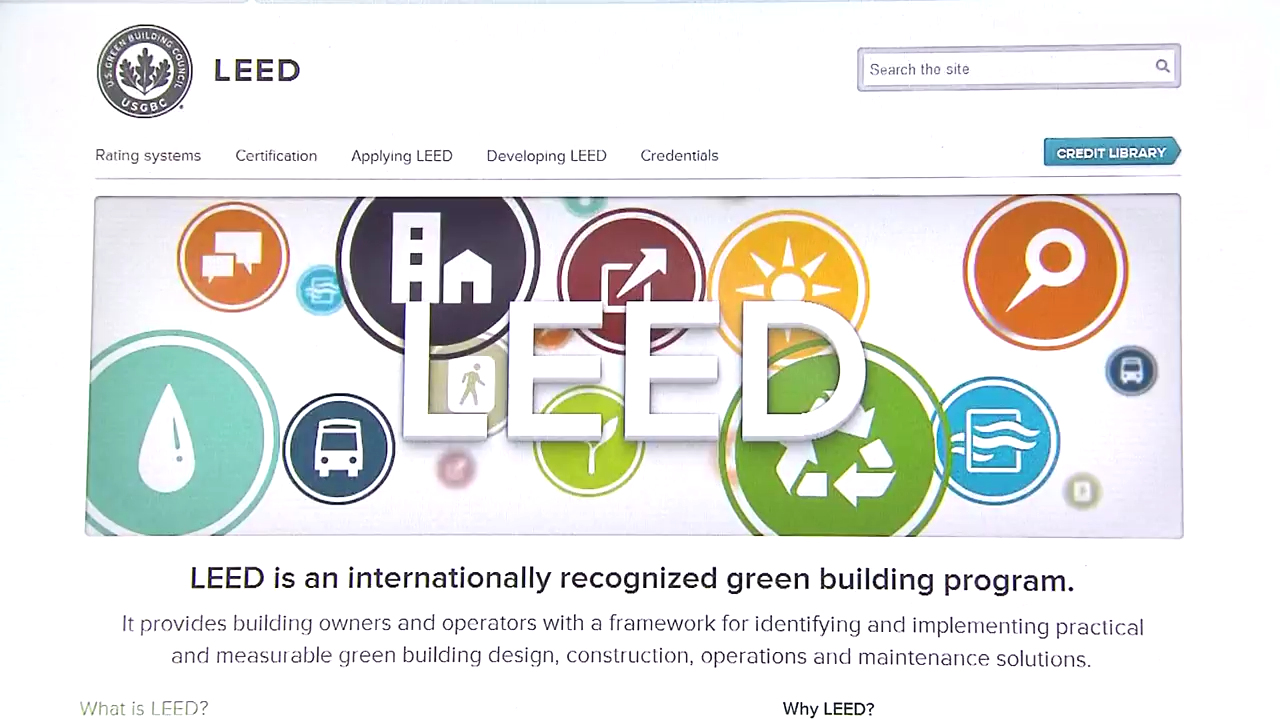 U.S. GREEN BUILDING COUNCIL
USGBC
LEED
Search the site
Rating systems
Certification
Applying LEED
Developing LEED
Credentials
CREDIT LIBRARY
LEED
LEED is an internationally recognized green building program.
It provides building owners and operators with a framework for identifying and implementing practical
and measurable green building design, construction, operations and maintenance solutions.
What is LEED?
Why LEED?